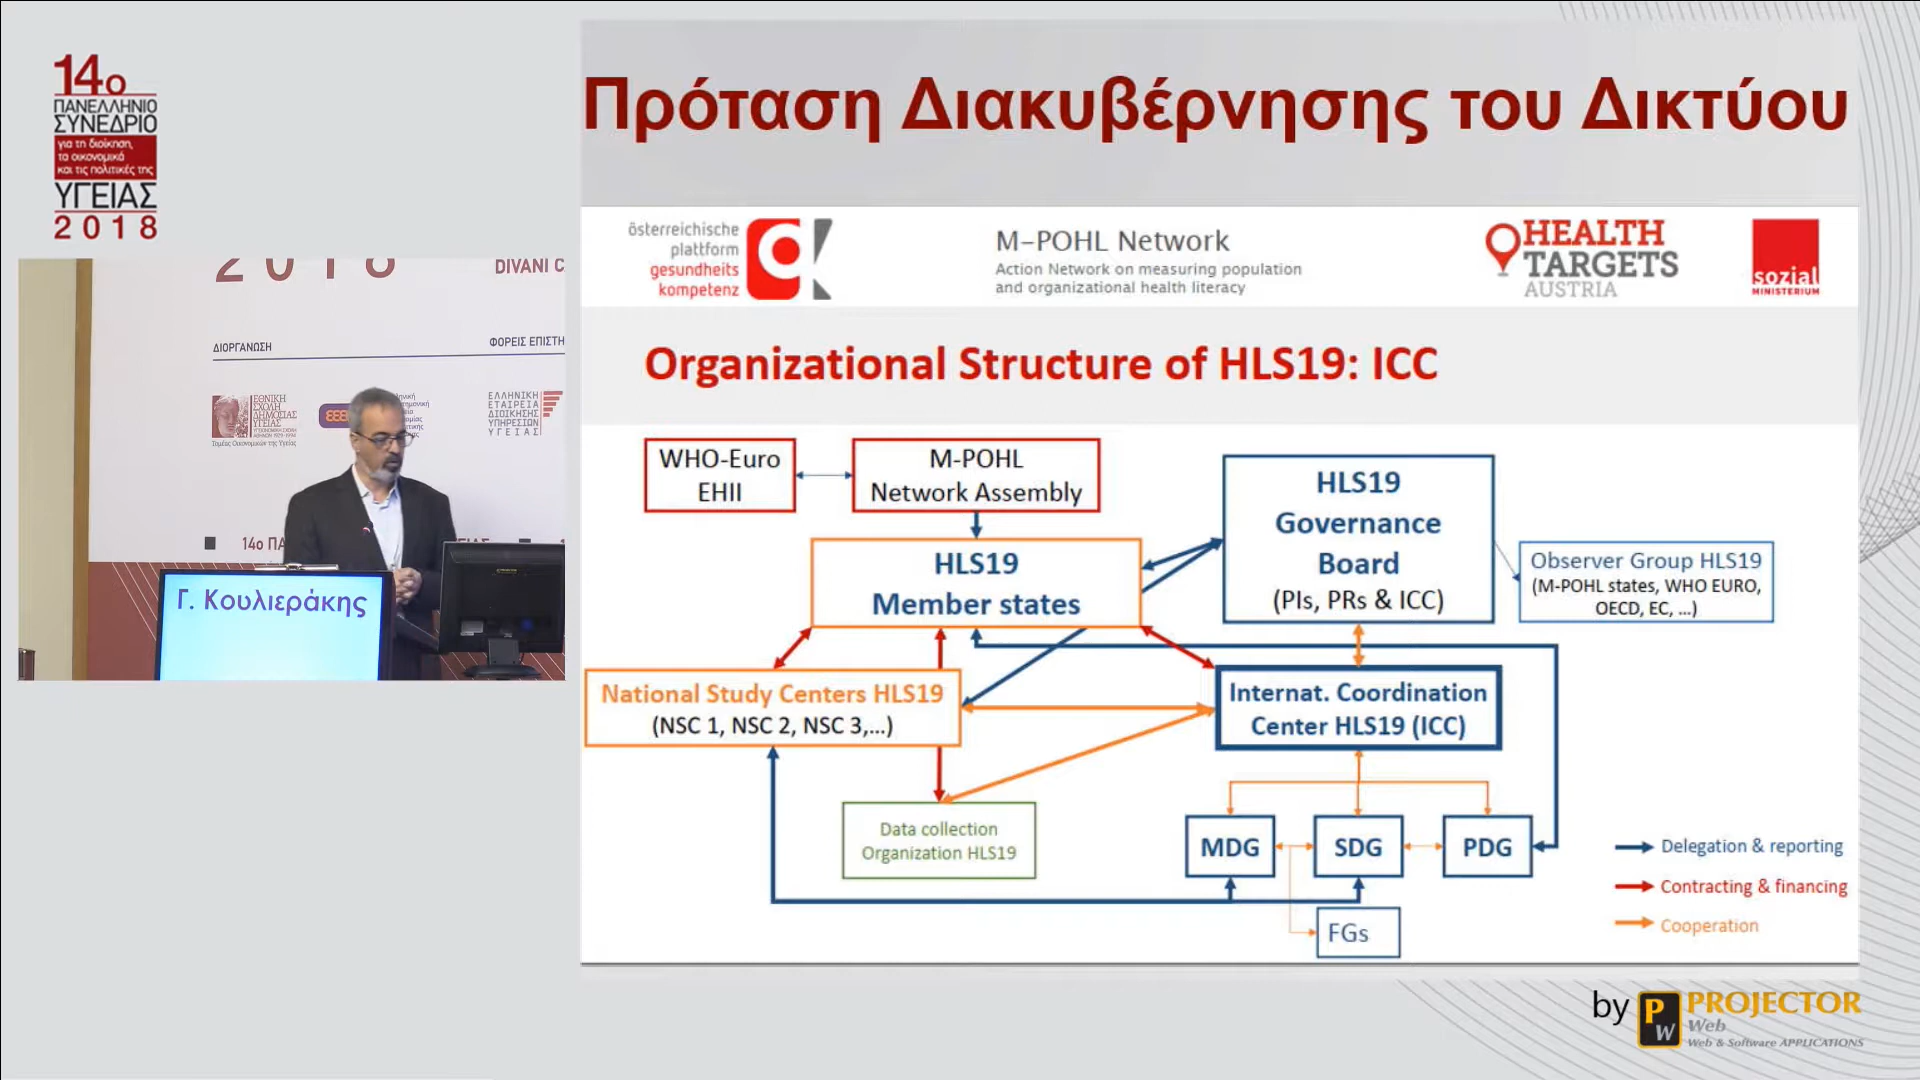 14ο
ΠΑΝΕΛΛΗΝΙΟ
ΣΥΝΕΔΡΙΟ
για τη διοίκηση,
τα οικονομικά
και τις πολιτικές της
ΥΓΕΙΑΣ
2018
2018
DIVANI C
ΔΙΟΡΓΑΝΩΣΗ
ΦΟΡΕΙΣ ΕΠΙΣΤΗ
ΕΘΝΙΚΗ
ΣΧΟΛΗ
ΔΗΜΟΣΙΑΣ
ΥΓΕΙΑΣ
Τομέας Οικονομικών της Υγείας
ΕΛΛΗΝΙΚΗ
ΕΤΑΙΡΕΙΑ
ΔΙΟΙΚΗΣΗΣ
ΥΠΗΡΕΣΙΩΝ
ΥΓΕΙΑΣ
14ο ΠΑ
Γ. Κουλιεράκης
Πρόταση Διακυβέρνησης του Δικτύου
österreichische
plattform
gesundheits
kompetenz
M-POHL Network
Action Network on measuring population
and organizational health literacy
HEALTH
TARGETS
AUSTRIA
sozial
MINISTERIUM
Organizational Structure of HLS19: ICC
WHO-Euro
EHII
M-POHL
Network Assembly
HLS19
Governance
Board
(PIs, PRs & ICC)
Observer Group HLS19
(M-POHL states, WHO EURO,
OECD, EC, ...)
HLS19
Member states
National Study Centers HLS19
(NSC 1, NSC 2, NSC 3,...)
Internat. Coordination
Center HLS19 (ICC)
Data collection
Organization HLS19
MDG
SDG
PDG
FGs
Delegation & reporting
Contracting & financing
Cooperation
by
PW
PROJECTOR
Web
Web & Software APPLICATIONS